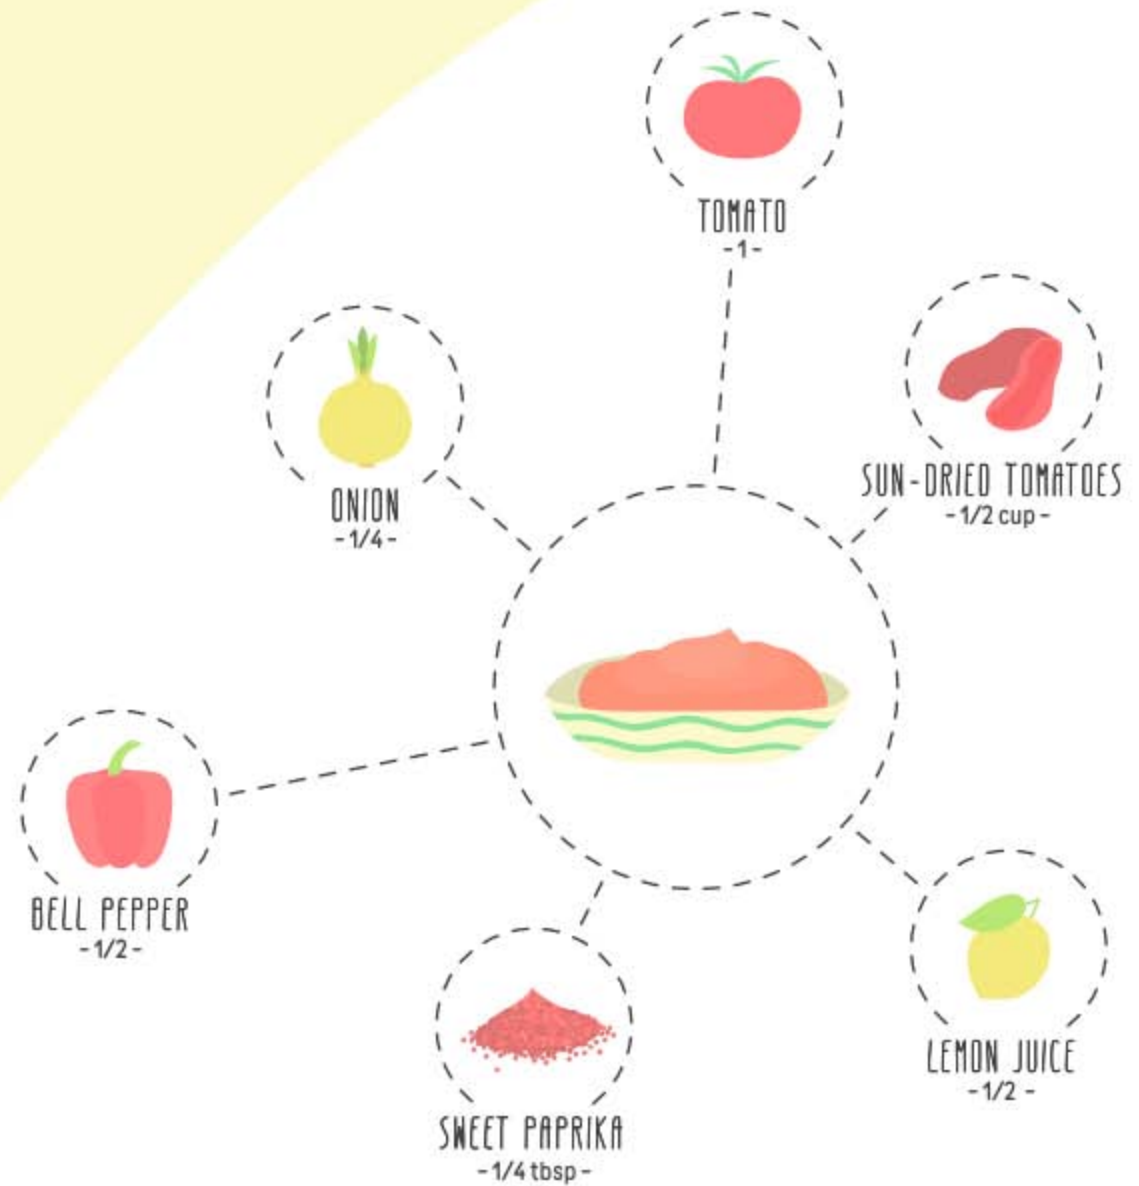 TOMATO
-1-
SUN-DRIED TOMATOES
-1/2 cup-
ONION
-1/4-
BELL PEPPER
-1/2-
LEMON JUICE
-1/2 -
SWEET PAPRIKA
-1/4 tbsp-